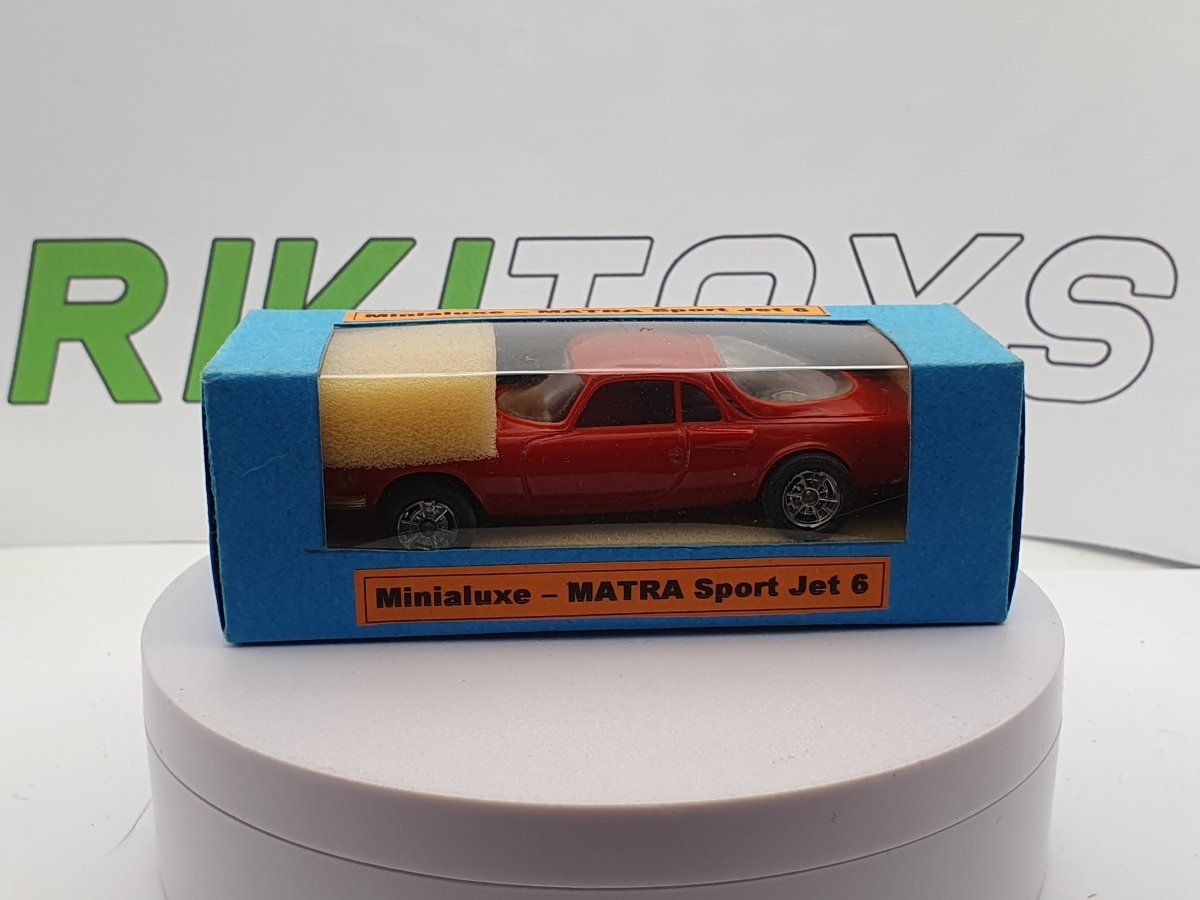 RIKITOYS
Minialuxe – MATRA Sport Jet 6
Minialuxe – MATRA Sport Jet 6